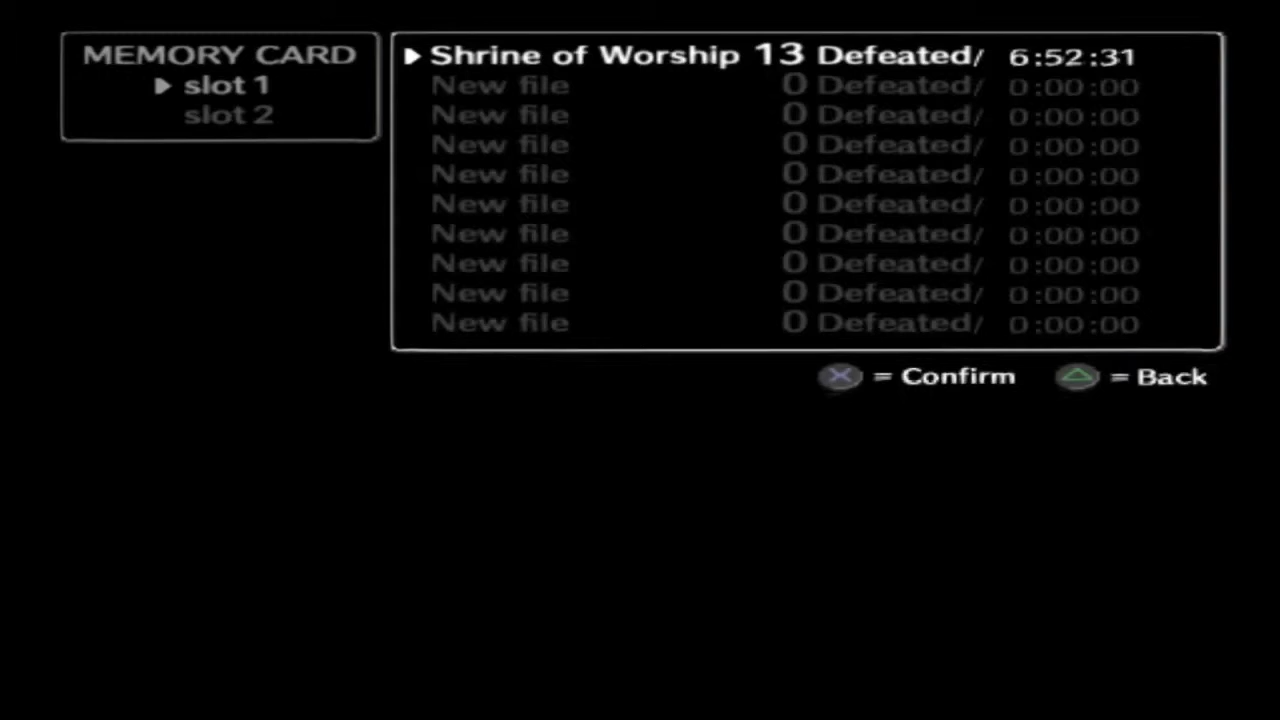 MEMORY CARD
slot 1
slot 2
Shrine of Worship 13 Defeated/ 6:52:31
New file 0 Defeated/ 0:00:00
New file 0 Defeated/ 0:00:00
New file 0 Defeated/ 0:00:00
New file 0 Defeated/ 0:00:00
New file 0 Defeated/ 0:00:00
New file 0 Defeated/ 0:00:00
New file 0 Defeated/ 0:00:00
New file 0 Defeated/ 0:00:00
New file 0 Defeated/ 0:00:00
= Confirm = Back